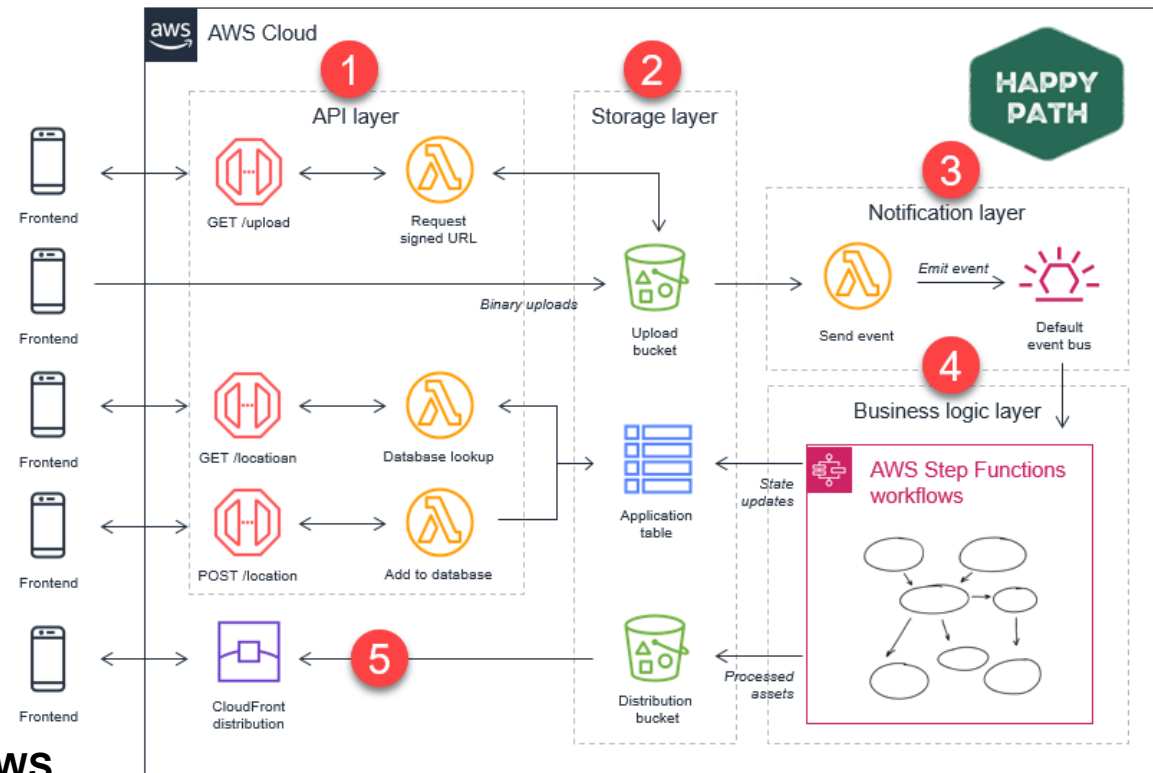 aws
AWS Cloud
HAPPY
PATH
1
API layer
2
Storage layer
3
Notification layer
Frontend
GET /upload
Request
signed URL
Frontend
Binary uploads
Upload
bucket
Send event
Emit event
Default
event bus
4
Business logic layer
Frontend
GET /locatioan
Database lookup
Application
table
State
updates
AWS Step Functions
workflows
Frontend
POST /location
Add to database
Frontend
CloudFront
distribution
5
Distribution
bucket
Processed
assets
ws